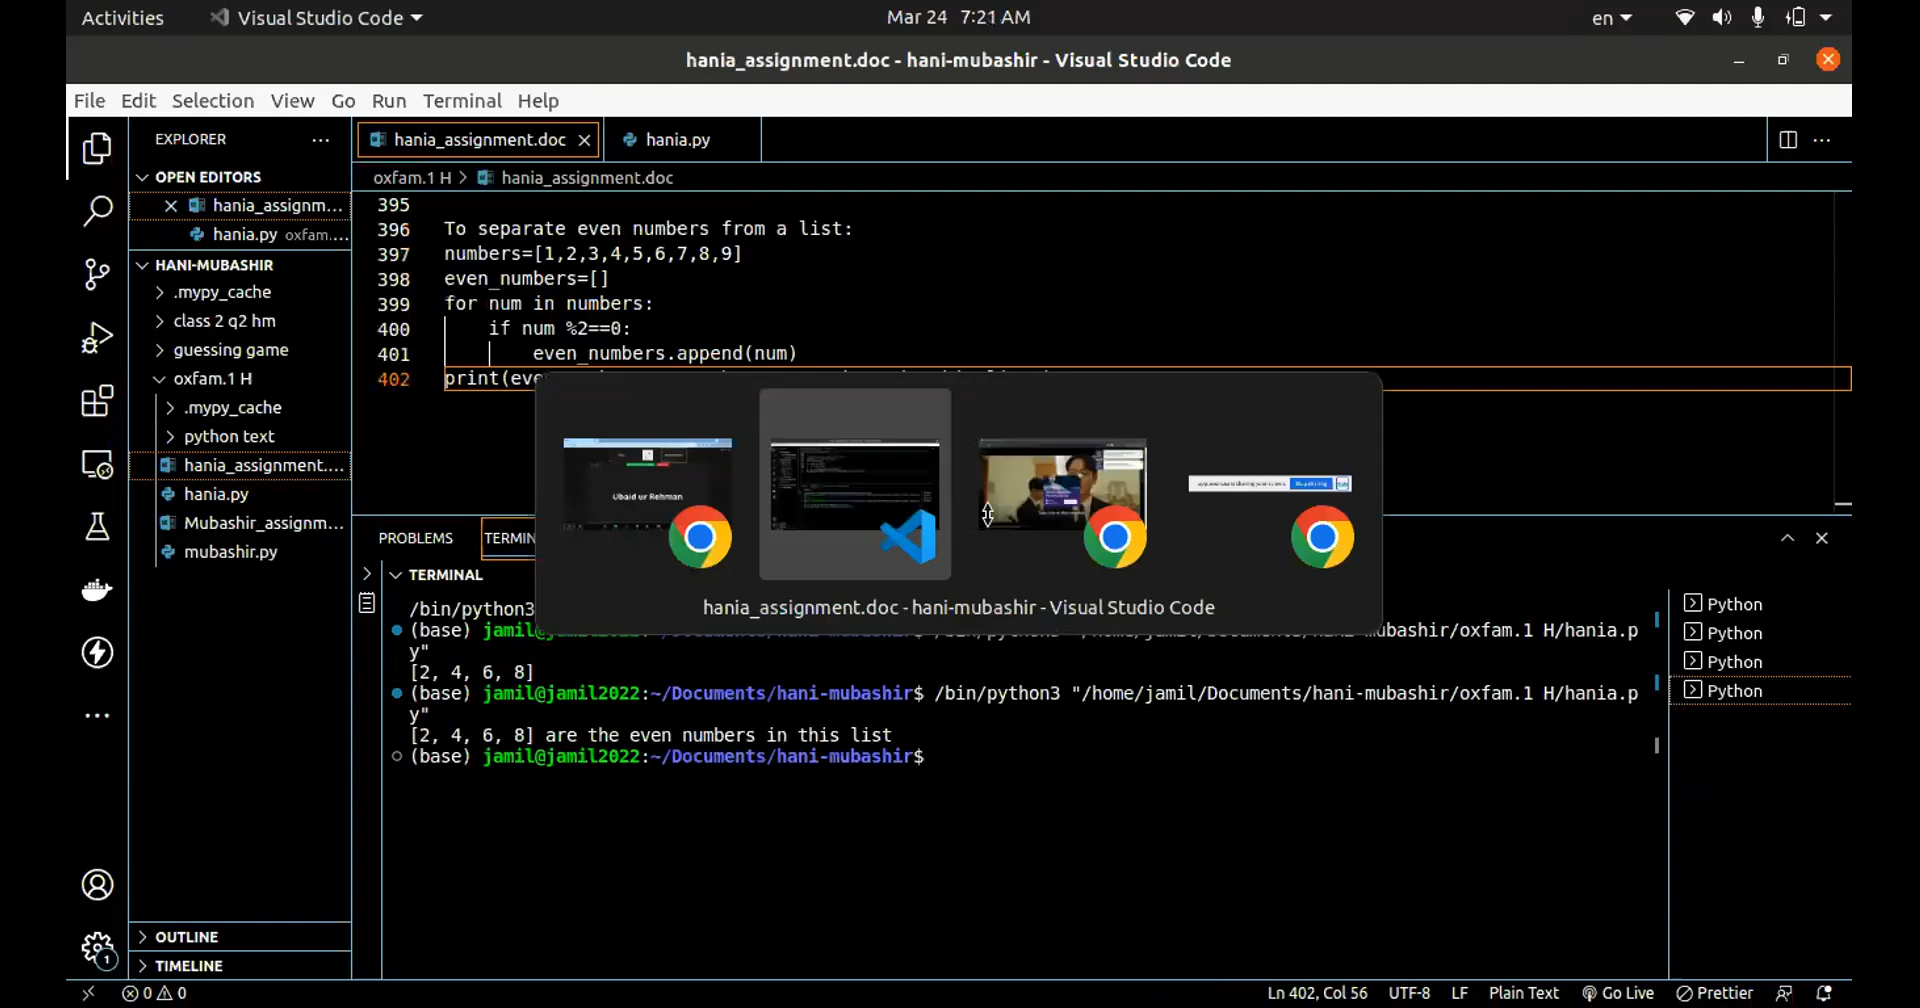 Activities
Visual Studio Code
Mar 24 7:21 AM
en
hania_assignment.doc - hani-mubashir - Visual Studio Code
File Edit Selection View Go Run Terminal Help
EXPLORER
OPEN EDITORS
hania_assignm...
hania.py oxfam....
HANI-MUBASHIR
.mypy_cache
class 2 q2 hm
guessing game
oxfam.1 H
.mypy_cache
python text
hania_assignment....
hania.py
Mubashir_assignm...
mubashir.py
OUTLINE
TIMELINE
hania_assignment.doc
hania.py
oxfam.1 H > hania_assignment.doc
395
396 To separate even numbers from a list:
397 numbers=[1,2,3,4,5,6,7,8,9]
398 even_numbers=[]
399 for num in numbers:
400 if num %2==0:
401 even_numbers.append(num)
402 print(eve
Ubaid ur Rehman
hania_assignment.doc - hani-mubashir - Visual Studio Code
PROBLEMS TERMIN
TERMINAL
/bin/python3
(base) jamil@ mubashir/oxfam.1 H/hania.p
y"
[2, 4, 6, 8]
(base) jamil@jamil2022:~/Documents/hani-mubashir$ /bin/python3 "/home/jamil/Documents/hani-mubashir/oxfam.1 H/hania.p
y"
[2, 4, 6, 8] are the even numbers in this list
(base) jamil@jamil2022:~/Documents/hani-mubashir$
Python
Python
Python
Python
1
0 0
Ln 402, Col 56 UTF-8 LF Plain Text Go Live Prettier